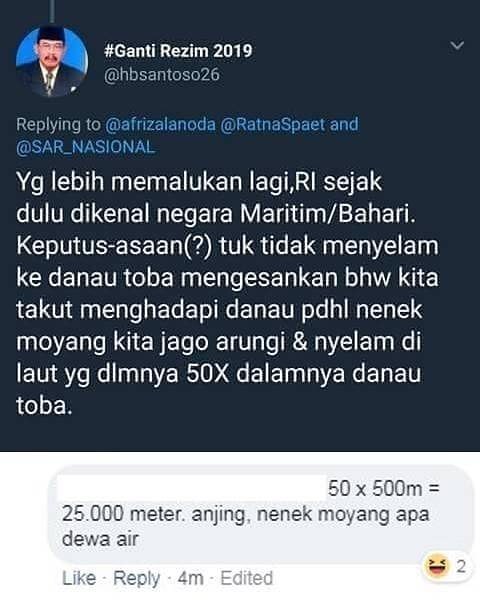 #Ganti Rezim 2019
@hbsantoso26
Replying to @afrizalanoda @RatnaSpaet and
@SAR_NASIONAL
Yg lebih memalukan lagi,RI sejak
dulu dikenal negara Maritim/Bahari.
Keputus-asaan(?) tuk tidak menyelam
ke danau toba mengesankan bhw kita
takut menghadapi danau pdhl nenek
moyang kita jago arungi & nyelam di
laut yg dlmnya 50X dalamnya danau
toba.
50 x 500m =
25.000 meter. anjing, nenek moyang apa
dewa air
2
Like · Reply · 4m · Edited